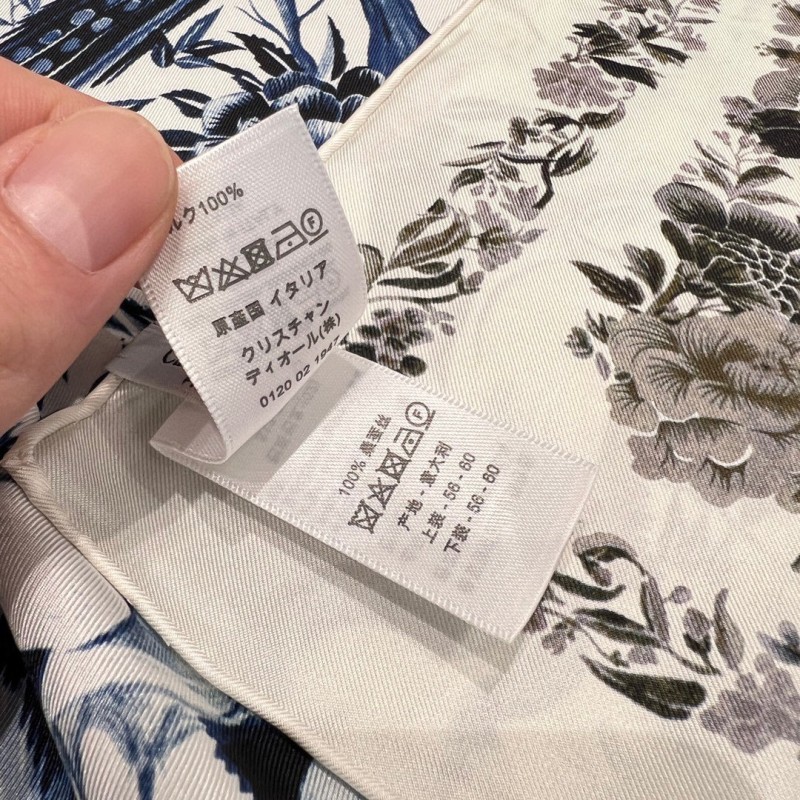 ルク100%
F
原産国 イタリア
クリスチャン
ディオール(株)
0120 02 1947
F
100% 桑蚕丝
产地 - 意大利
上装 - 56 - 60
下装 - 56 - 60